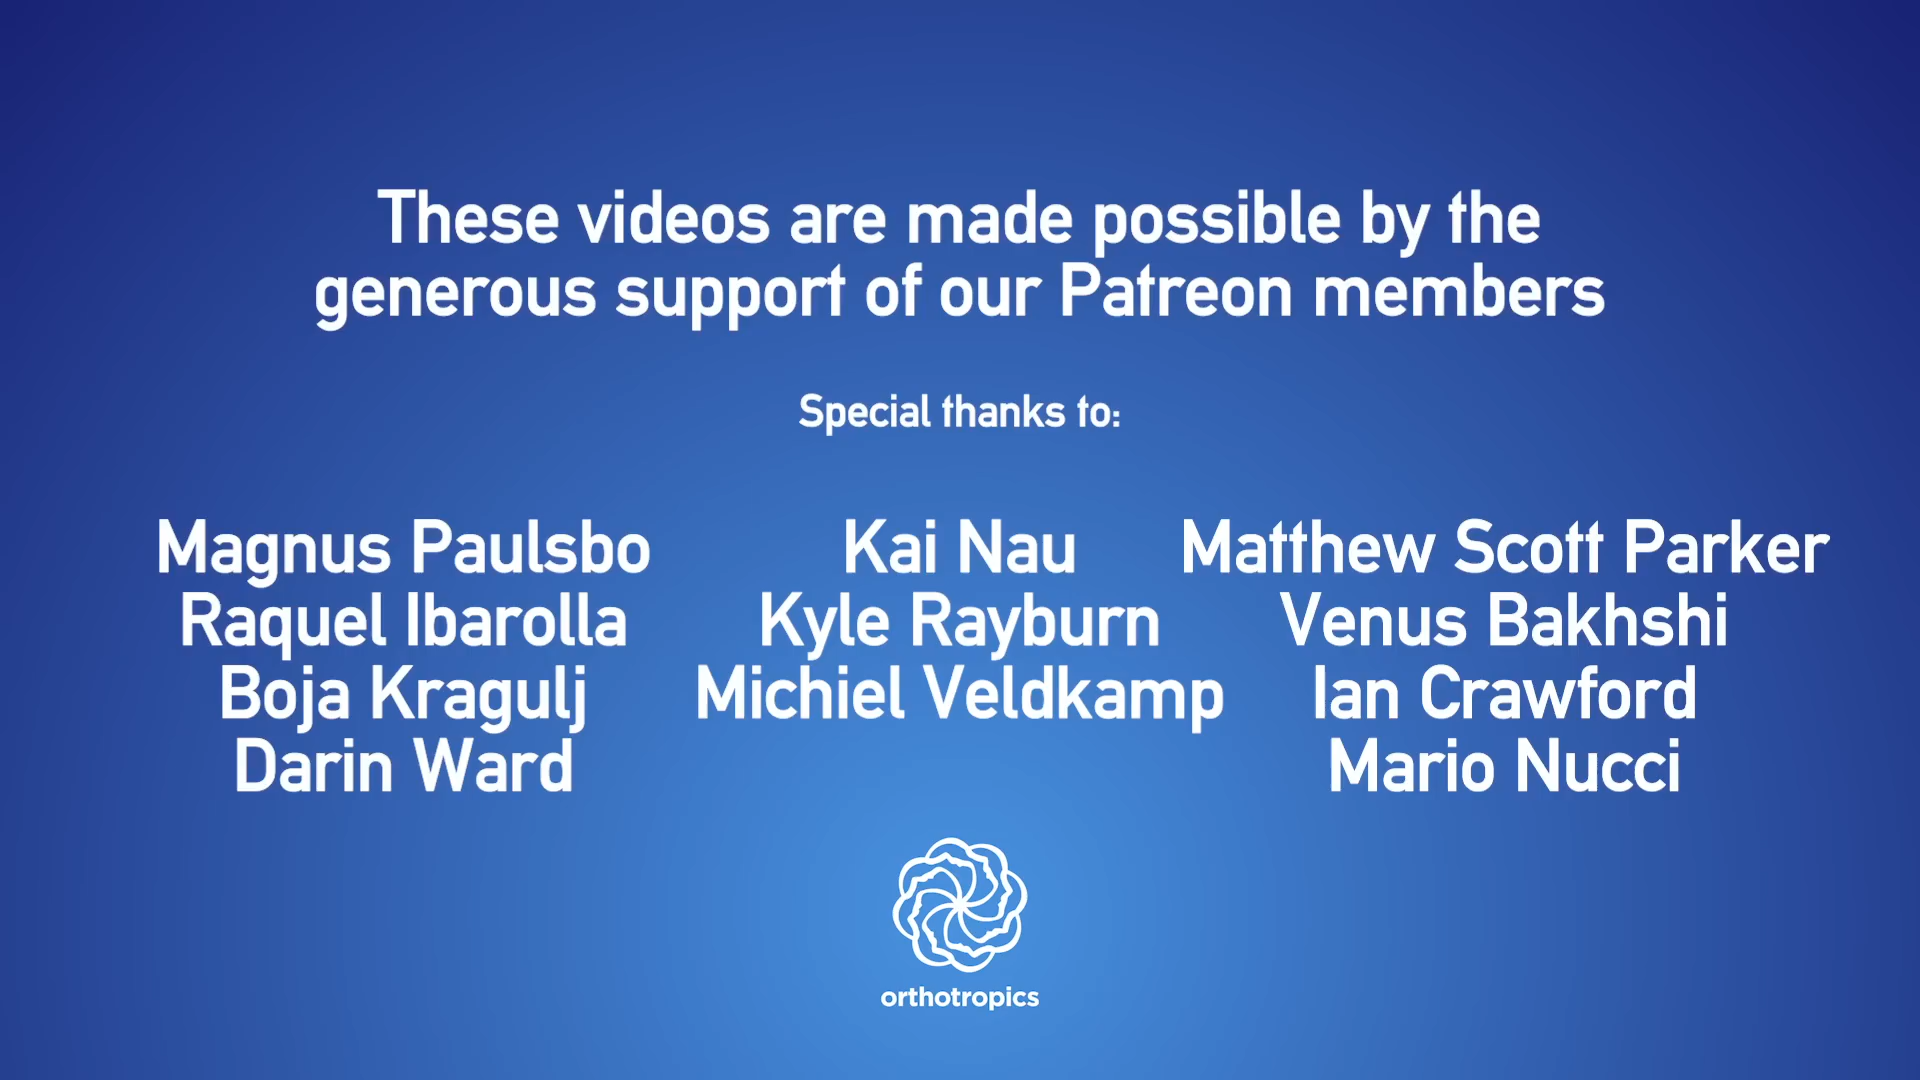 These videos are made possible by the
generous support of our Patreon members
Special thanks to:
Magnus Paulsbo
Raquel Ibarolla
Boja Kragulj
Darin Ward
Kai Nau
Kyle Rayburn
Michiel Veldkamp
Matthew Scott Parker
Venus Bakhshi
Ian Crawford
Mario Nucci
orthotropics